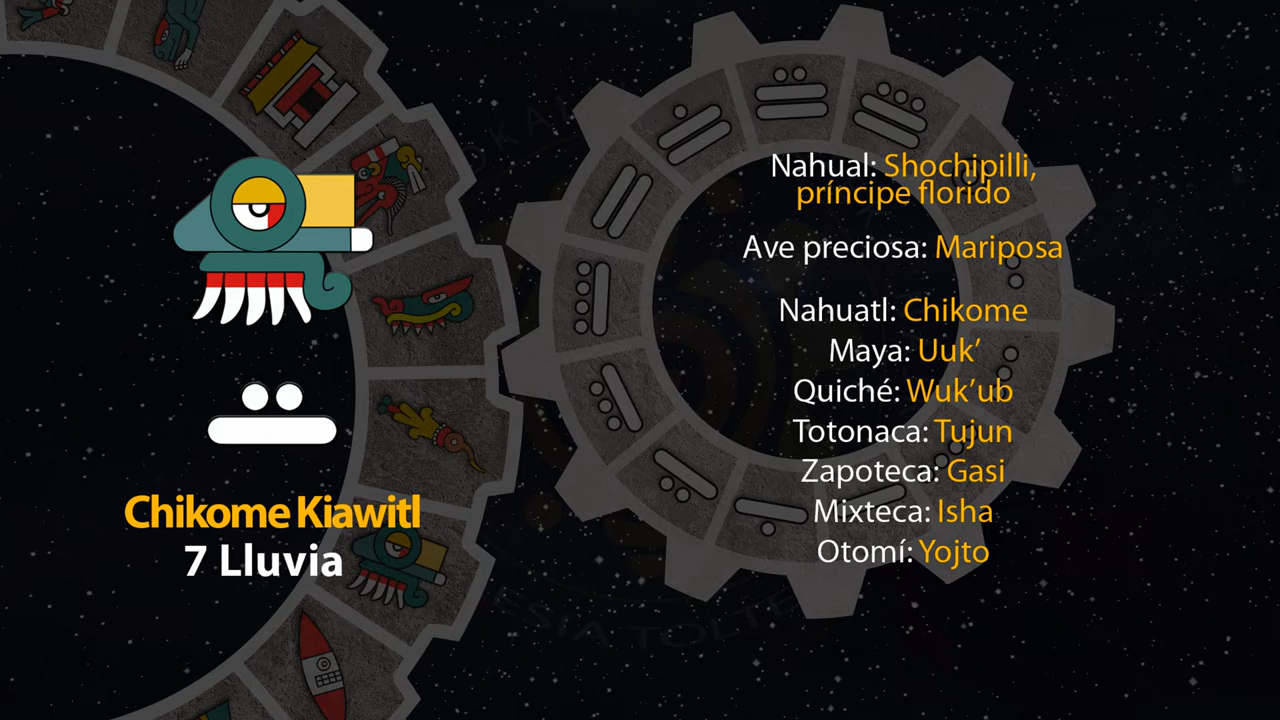 Chikome Kiawitl
7 Lluvia
Nahual: Shochipilli,
príncipe florido
Ave preciosa: Mariposa
Nahuatl: Chikome
Maya: Uuk’
Quiché: Wuk’ub
Totonaca: Tujun
Zapoteca: Gasi
Mixteca: Isha
Otomí: Yojto